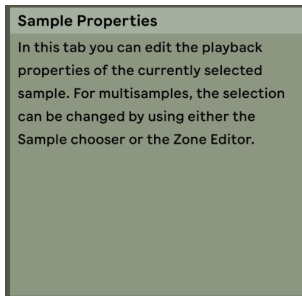 Sample Properties
In this tab you can edit the playback
properties of the currently selected
sample. For multisamples, the selection
can be changed by using either the
Sample chooser or the Zone Editor.